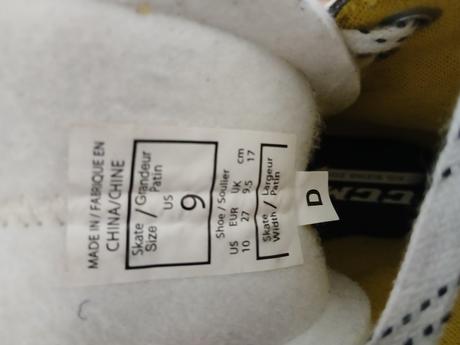 MADE IN / FABRIQUE EN
CHINA/CHINE
Skate / Grandeur
Size Patin
US
9
Shoe / Soulier
US EUR UK cm
10 27 9.5 17
Skate / Largeur
Width Patin
D
CCM